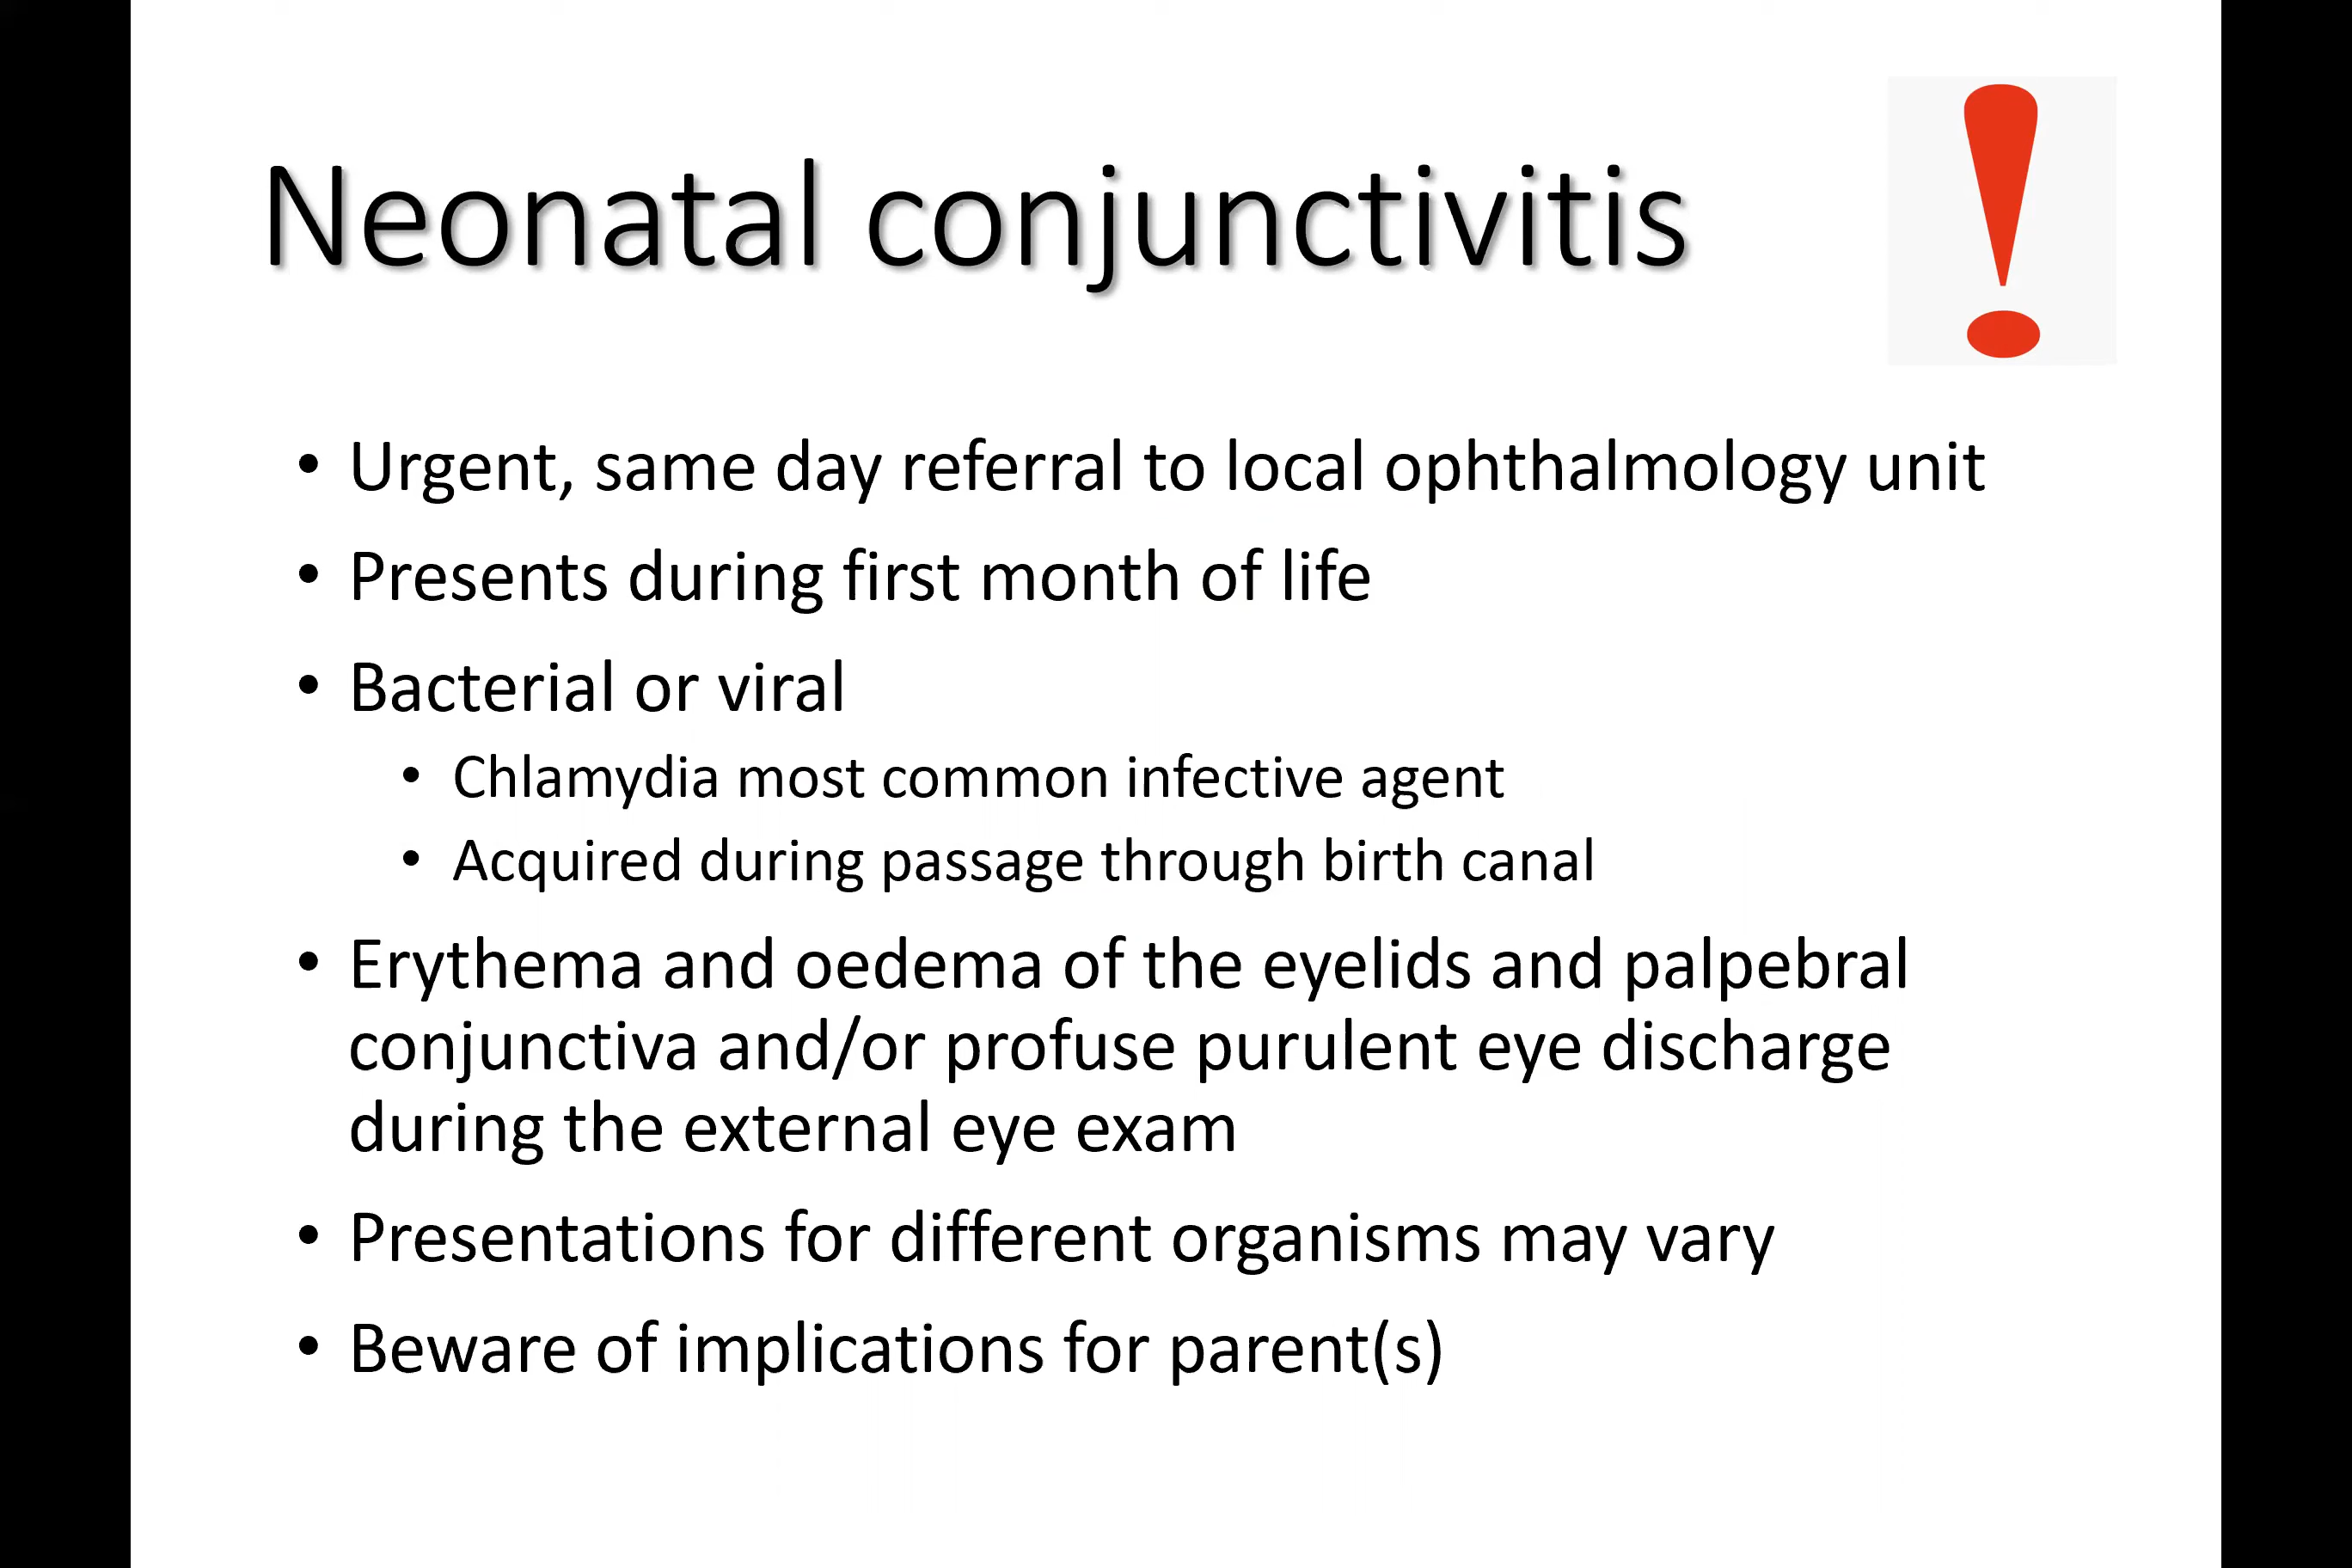 Neonatal conjunctivitis
• Urgent, same day referral to local ophthalmology unit
• Presents during first month of life
• Bacterial or viral
• Chlamydia most common infective agent
• Acquired during passage through birth canal
• Erythema and oedema of the eyelids and palpebral
conjunctiva and/or profuse purulent eye discharge
during the external eye exam
• Presentations for different organisms may vary
• Beware of implications for parent(s)